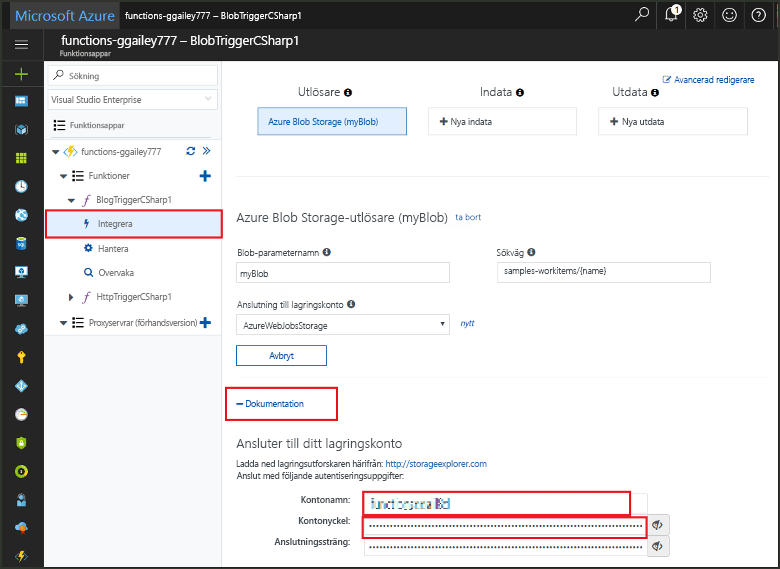 Microsoft Azure functions-ggailey777 – BlobTriggerCSharp1
1
functions-ggailey777 – BlobTriggerCSharp1
Funktionsappar
Sökning
Visual Studio Enterprise
Funktionsappar
functions-ggailey777
Funktioner
BlogTriggerCSharp1
Integrera
Hantera
Övervaka
HttpTriggerCSharp1
Proxyservrar (förhandsversion)
Avancerad redigerare
Utlösare
Indata
Utdata
Azure Blob Storage (myBlob)
Nya indata
Nya utdata
Azure Blob Storage-utlösare (myBlob) ta bort
Blob-parameternamn
Sökväg
myBlob
samples-workitems/{name}
Anslutning till lagringskonto
AzureWebJobsStorage
nytt
Avbryt
Dokumentation
Ansluter till ditt lagringskonto
Ladda ned lagringsutforskaren härifrån: http://storageexplorer.com
Anslut med följande autentiseringsuppgifter:
Kontonamn:
Kontonyckel:
Anslutningssträng: